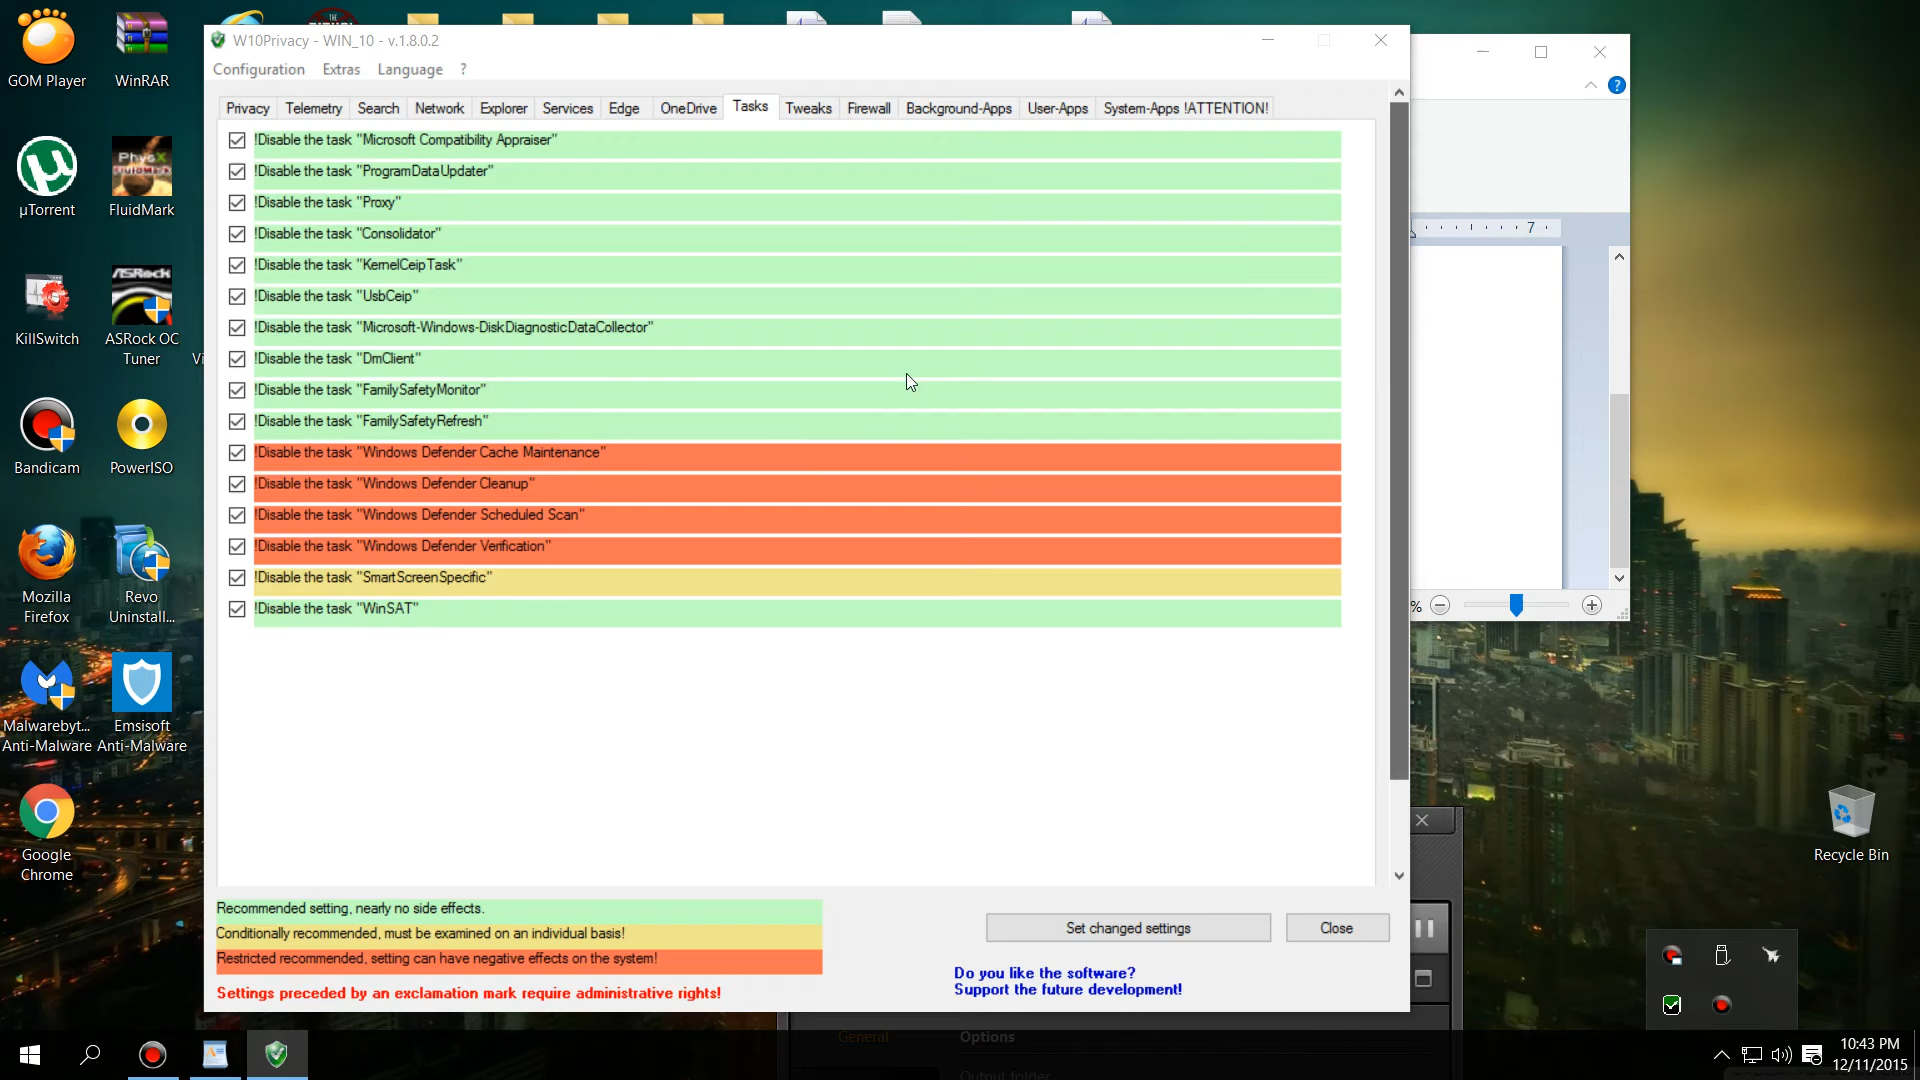 GOM Player
WinRAR
µTorrent
PhysX
FluidMark
FluidMark
KillSwitch
ASRock
ASRock OC
Tuner
Vi
Bandicam
PowerISO
Mozilla
Firefox
Revo
Uninstall...
Malwarebyt...
Anti-Malware
Emsisoft
Anti-Malware
Google
Chrome
W10Privacy - WIN_10 - v.1.8.0.2
Configuration Extras Language ?
Privacy Telemetry Search Network Explorer Services Edge OneDrive Tasks Tweaks Firewall Background-Apps User-Apps System-Apps !ATTENTION!
!Disable the task "Microsoft Compatibility Appraiser"
!Disable the task "ProgramDataUpdater"
!Disable the task "Proxy"
!Disable the task "Consolidator"
!Disable the task "KernelCeipTask"
!Disable the task "UsbCeip"
!Disable the task "Microsoft-Windows-DiskDiagnosticDataCollector"
!Disable the task "DmClient"
!Disable the task "FamilySafetyMonitor"
!Disable the task "FamilySafetyRefresh"
!Disable the task "Windows Defender Cache Maintenance"
!Disable the task "Windows Defender Cleanup"
!Disable the task "Windows Defender Scheduled Scan"
!Disable the task "Windows Defender Verification"
!Disable the task "SmartScreenSpecific"
!Disable the task "WinSAT"
Recommended setting, nearly no side effects.
Conditionally recommended, must be examined on an individual basis!
Restricted recommended, setting can have negative effects on the system!
Settings preceded by an exclamation mark require administrative rights!
Set changed settings
Close
Do you like the software?
Support the future development!
7
%
General
Options
Output folder
Recycle Bin
10:43 PM
12/11/2015